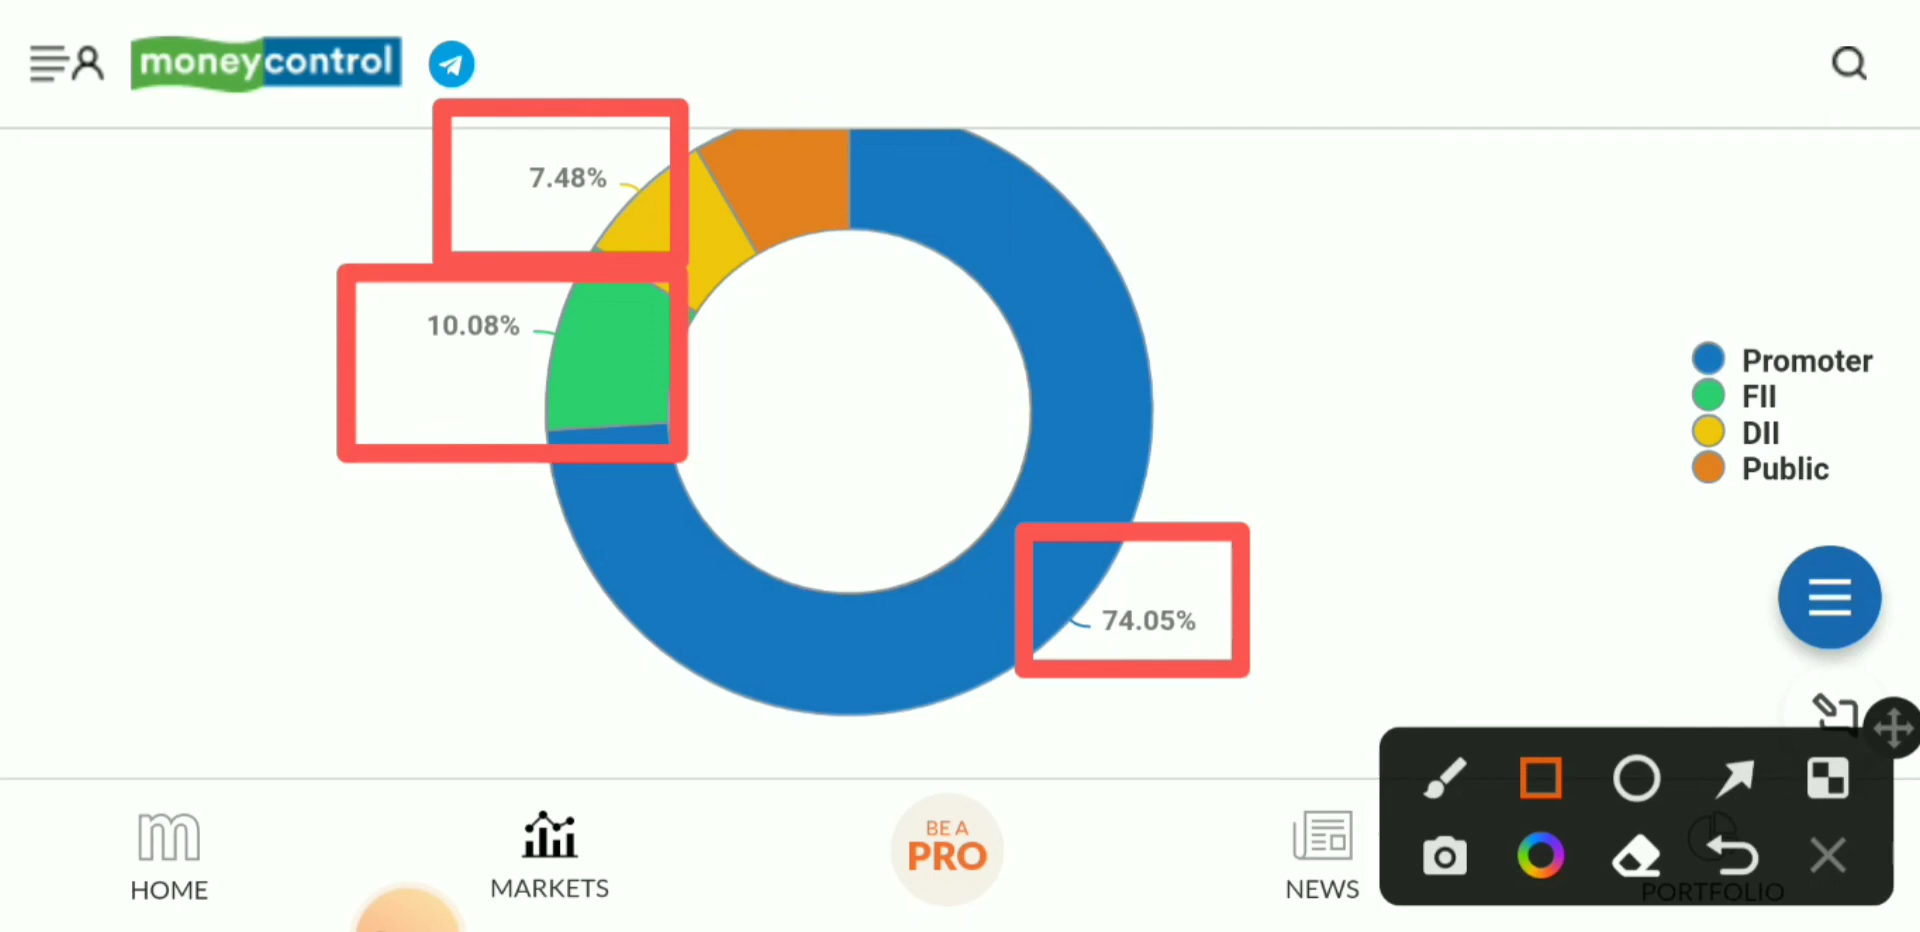 moneycontrol
7.48%
10.08%
74.05%
Promoter
FII
DII
Public
HOME
MARKETS
BE A
PRO
NEWS
PORTFOLIO